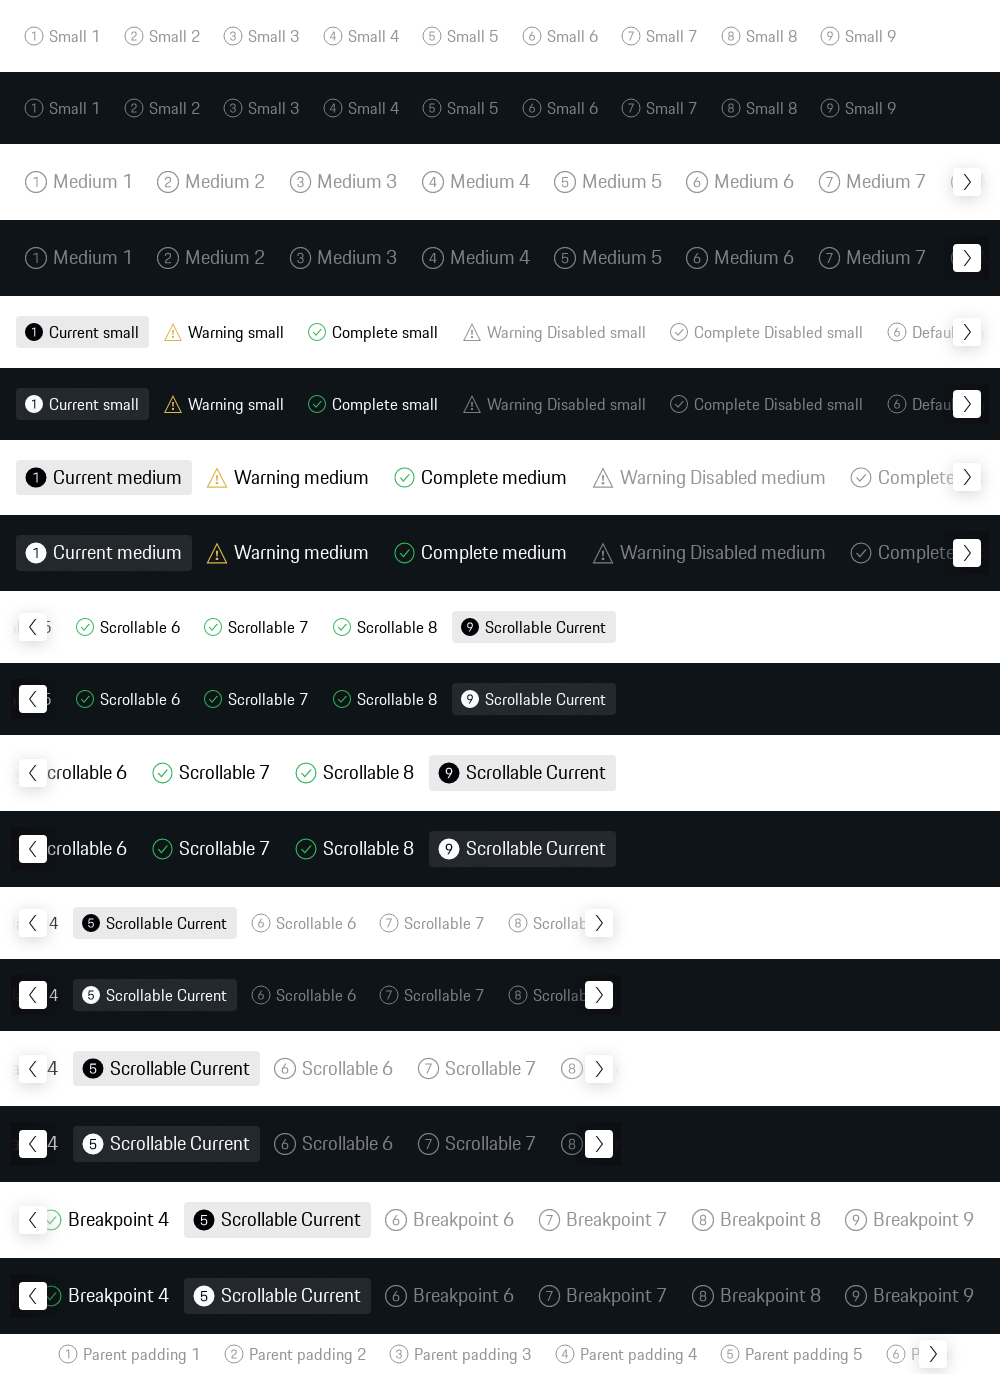 1 Small 1 2 Small 2 3 Small 3 4 Small 4 5 Small 5 6 Small 6 7 Small 7 8 Small 8 9 Small 9
1 Small 1 2 Small 2 3 Small 3 4 Small 4 5 Small 5 6 Small 6 7 Small 7 8 Small 8 9 Small 9
1 Medium 1 2 Medium 2 3 Medium 3 4 Medium 4 5 Medium 5 6 Medium 6 7 Medium 7
1 Medium 1 2 Medium 2 3 Medium 3 4 Medium 4 5 Medium 5 6 Medium 6 7 Medium 7
1 Current small Warning small Complete small Warning Disabled small Complete Disabled small 6 Defau
1 Current small Warning small Complete small Warning Disabled small Complete Disabled small 6 Defau
1 Current medium Warning medium Complete medium Warning Disabled medium Complete
1 Current medium Warning medium Complete medium Warning Disabled medium Complete
5 Scrollable 6 Scrollable 7 Scrollable 8 9 Scrollable Current
5 Scrollable 6 Scrollable 7 Scrollable 8 9 Scrollable Current
crollable 6 Scrollable 7 Scrollable 8 9 Scrollable Current
crollable 6 Scrollable 7 Scrollable 8 9 Scrollable Current
4 5 Scrollable Current 6 Scrollable 6 7 Scrollable 7 8 Scrollab
4 5 Scrollable Current 6 Scrollable 6 7 Scrollable 7 8 Scrollab
4 5 Scrollable Current 6 Scrollable 6 7 Scrollable 7 8
4 5 Scrollable Current 6 Scrollable 6 7 Scrollable 7 8
Breakpoint 4 5 Scrollable Current 6 Breakpoint 6 7 Breakpoint 7 8 Breakpoint 8 9 Breakpoint 9
Breakpoint 4 5 Scrollable Current 6 Breakpoint 6 7 Breakpoint 7 8 Breakpoint 8 9 Breakpoint 9
1 Parent padding 1 2 Parent padding 2 3 Parent padding 3 4 Parent padding 4 5 Parent padding 5 6 P